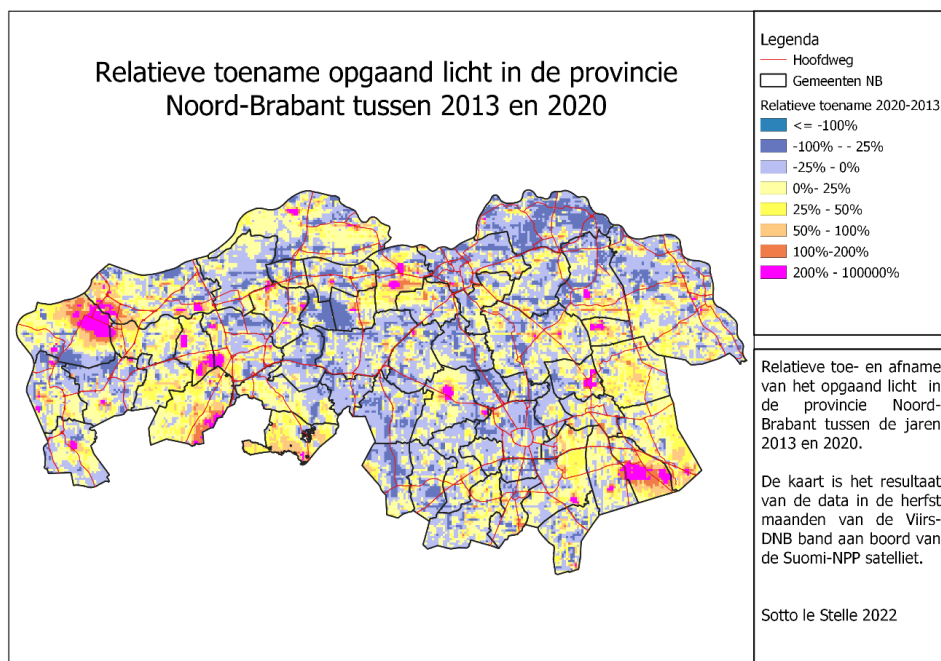 Relatieve toename opgaand licht in de provincie
Noord-Brabant tussen 2013 en 2020
Legenda
Hoofdweg
Gemeenten NB
Relatieve toename 2020-2013
<= -100%
-100% - - 25%
-25% - 0%
0%- 25%
25% - 50%
50% - 100%
100%-200%
200% - 100000%
Relatieve toe- en afname
van het opgaand licht in
de provincie Noord-
Brabant tussen de jaren
2013 en 2020.
De kaart is het resultaat
van de data in de herfst
maanden van de Viirs-
DNB band aan boord van
de Suomi-NPP satelliet.
Sotto le Stelle 2022